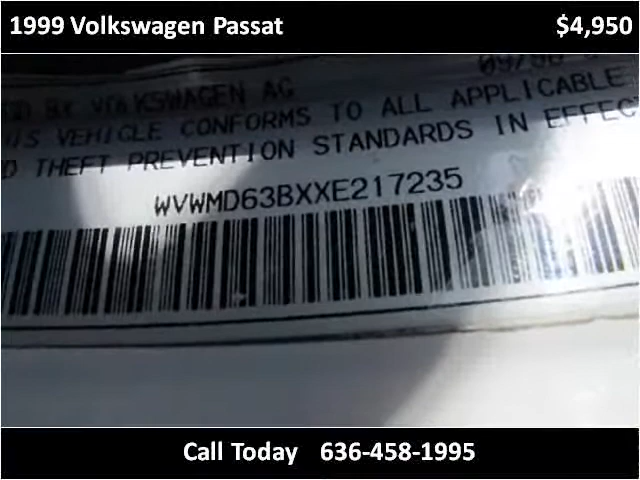 1999 Volkswagen Passat $4,950
VOLKSWAGEN AG
VEHICLE CONFORMS TO ALL APPLICABLE
THEFT PREVENTION STANDARDS IN EFFECT
WVWMD63BXXE217235
Call Today 636-458-1995